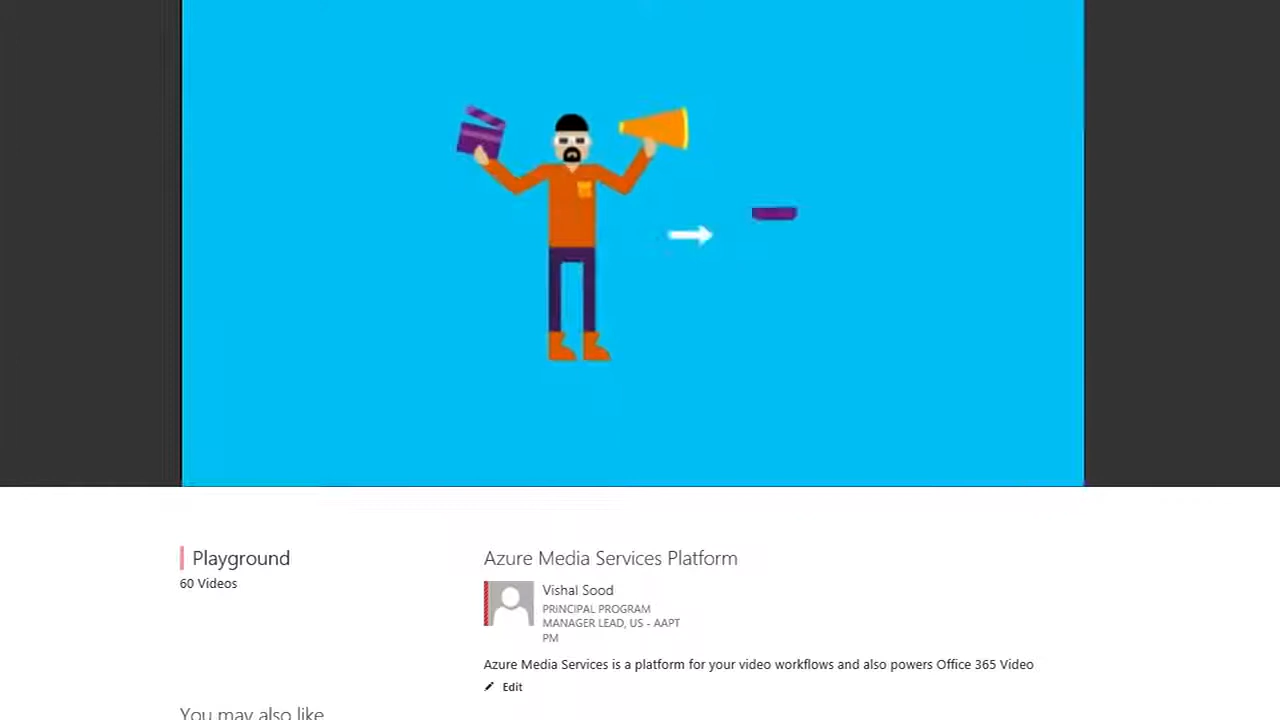 Playground
60 Videos
Azure Media Services Platform
Vishal Sood
PRINCIPAL PROGRAM
MANAGER LEAD, US - AAPT
PM
Azure Media Services is a platform for your video workflows and also powers Office 365 Video
Edit
You may also like